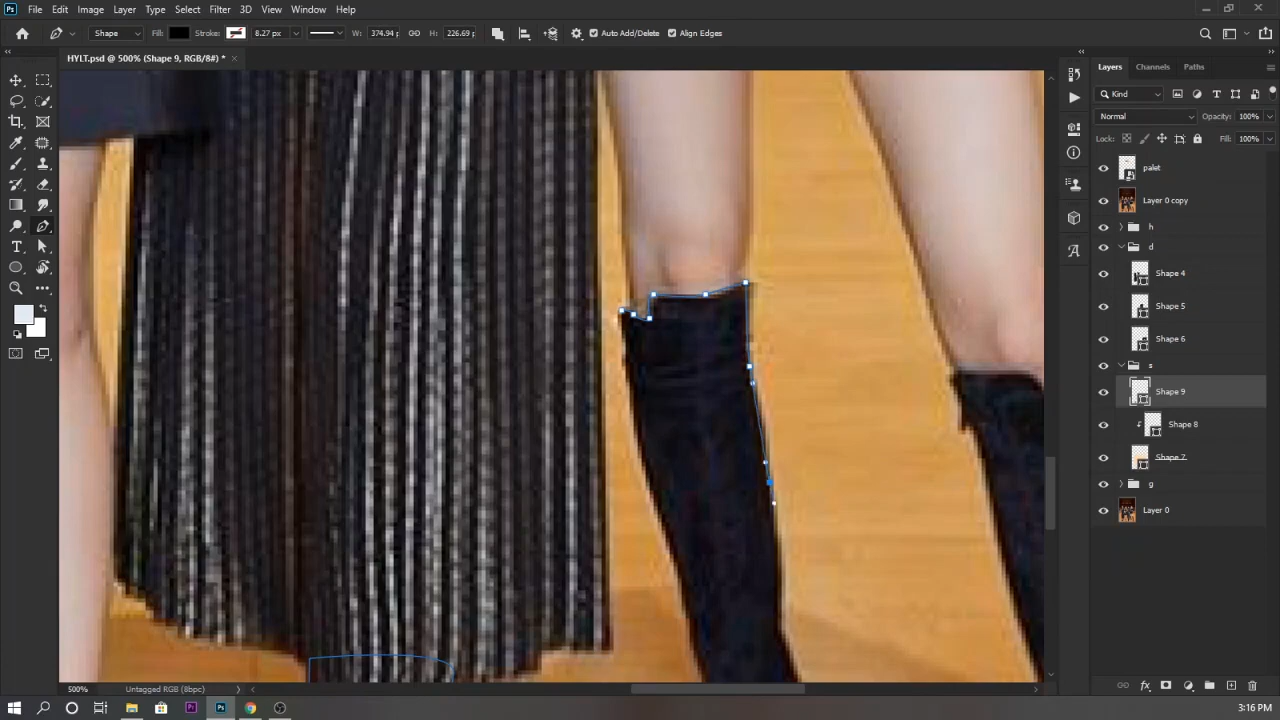 Ps File Edit Image Layer Type Select Filter 3D View Window Help
Shape Fill: Stroke: 8.27 px W: 374.94 p GO H: 226.69 p Auto Add/Delete Align Edges
HYLT.psd @ 500% (Shape 9, RGB/8#) * ×
Layers Channels Paths
Kind
Normal Opacity: 100%
Lock: Fill: 100%
palet
Layer 0 copy
h
d
Shape 4
Shape 5
Shape 6
s
Shape 9
Shape 8
Shape 7
g
Layer 0
500% Untagged RGB (8bpc)
fx
Pr Ps 3:16 PM